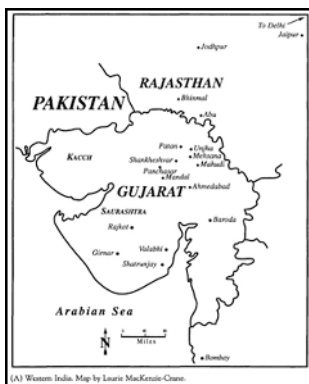 To Delhi
Jaipur
Jodhpur
RAJASTHAN
Bhinmal
PAKISTAN
Abu
Patan
Unjha
Mehsana
KACCH
Shankheshvar
Mahudi
Panchasar
Mandal
GUJARAT
Ahmedabad
SAURASHTRA
Baroda
Rajkot
Valabhi
Girnar
Shatrunjay
Arabian Sea
N
Miles
Bombay
(A) Western India. Map by Laurie MacKenzie-Crane.